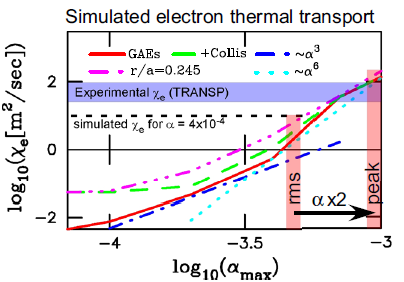 Simulated electron thermal transport
GAEs +Collis ~α³
r/a=0.245 ~α⁶
Experimental χₑ (TRANSP)
simulated χₑ for α = 4x10⁻⁴
log₁₀(χₑ[m²/sec])
2
0
-2
rms
αx2
peak
-4 -3.5 -3
log₁₀(αₘₐₓ)